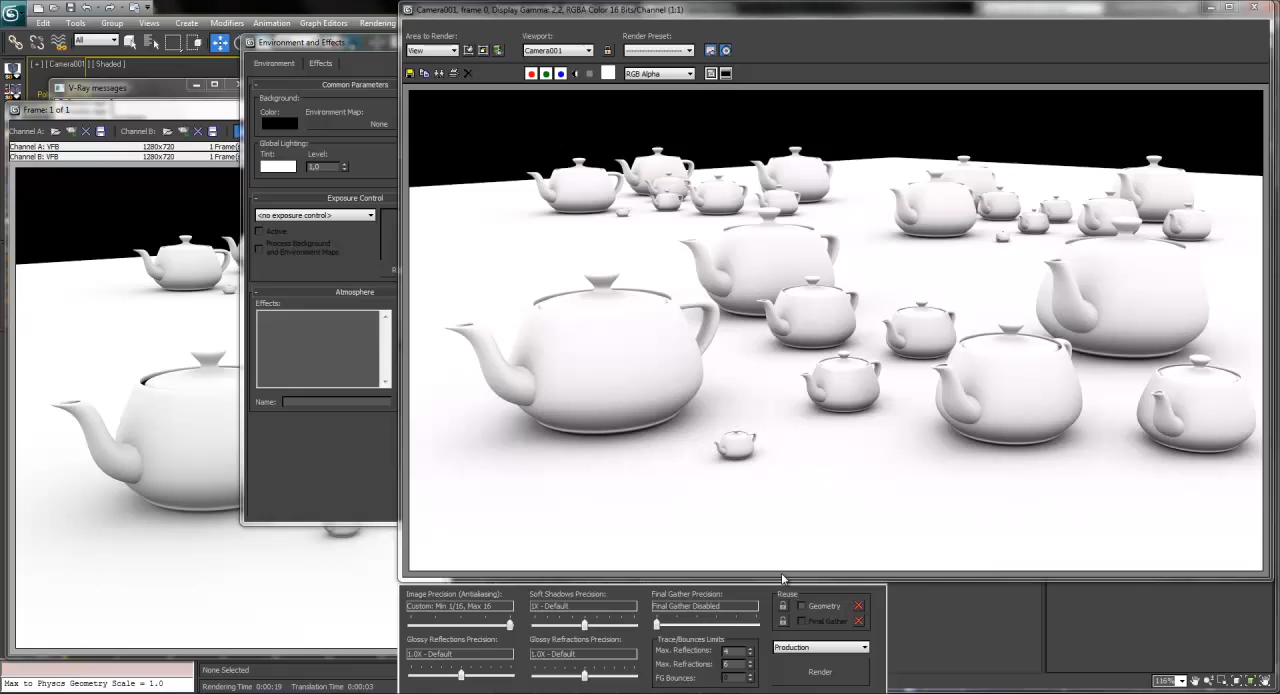 Camera001, frame 0, Display Gamma: 2.2, RGBA Color 16 Bits/Channel (1:1)
Edit Tools Group Views Create Modifiers Animation Graph Editors Rendering
Area to Render:
Viewport:
Render Preset:
All
View
Camera001
Environment and Effects
[ + ] [ Camera001 ] [ Shaded ]
Environment Effects
RGB Alpha
V-Ray messages
Common Parameters
Background:
Color: Environment Map:
None
Frame: 1 of 1
Channel A: Channel B:
Channel A: VFB 1280x720 1 Frame
Channel B: VFB 1280x720 1 Frame
Global Lighting:
Tint: Level:
1,0
Exposure Control
<no exposure control>
Active
Process Background
and Environment Maps
Atmosphere
Effects:
Name:
Image Precision (Antialiasing):
Soft Shadows Precision:
Final Gather Precision:
Reuse
Custom: Min 1/16, Max 16
1X - Default
Final Gather Disabled
Geometry
Final Gather
Glossy Reflections Precision:
Glossy Refractions Precision:
Trace/Bounces Limits
1.0X - Default
1.0X - Default
Max. Reflections: 4
Max. Refractions: 6
FG Bounces: 0
Production
Render
None Selected
Max to Physcs Geometry Scale = 1.0
Rendering Time 0:00:19 Translation Time 0:00:03
116%